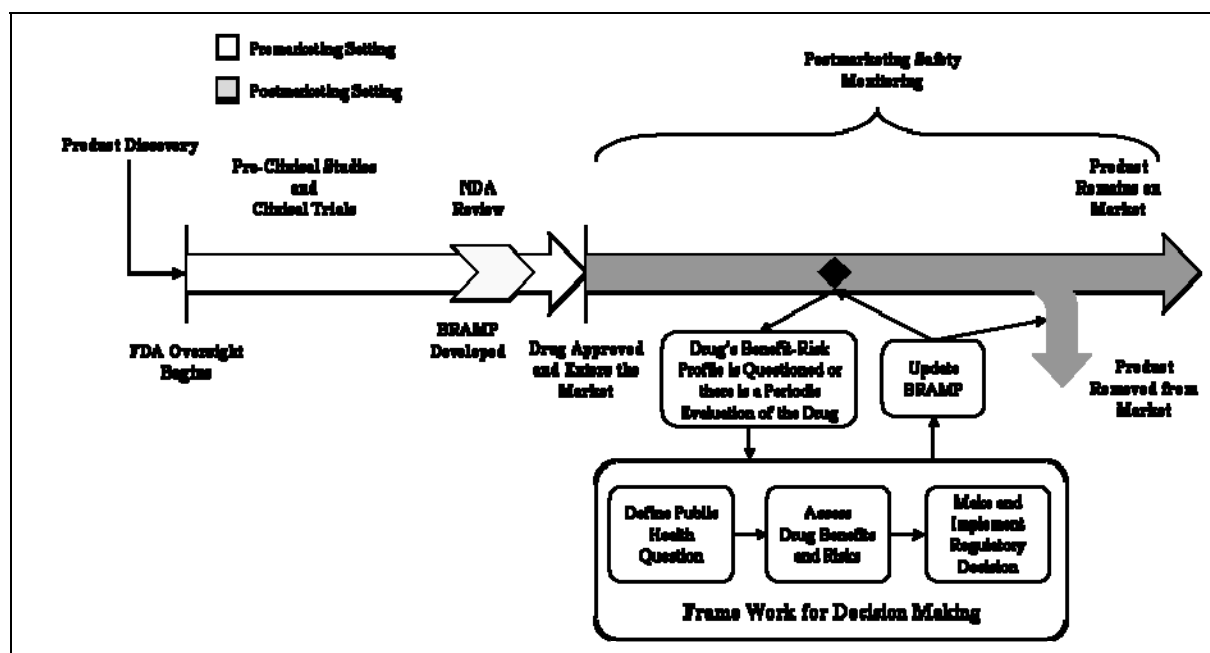 Premarketing Setting
Postmarketing Setting
Postmarketing Safety
Monitoring
Product Discovery
Pre-Clinical Studies
and
Clinical Trials
NDA
Review
Product
Remains on
Market
FDA Oversight
Begins
BRAMP
Developed
Drug Approved
and Enters the
Market
Drug's Benefit-Risk
Profile is Questioned or
there is a Periodic
Evaluation of the Drug
Update
BRAMP
Product
Removed from
Market
Define Public
Health
Question
Assess
Drug Benefits
and Risks
Make and
Implement
Regulatory
Decision
Frame Work for Decision Making